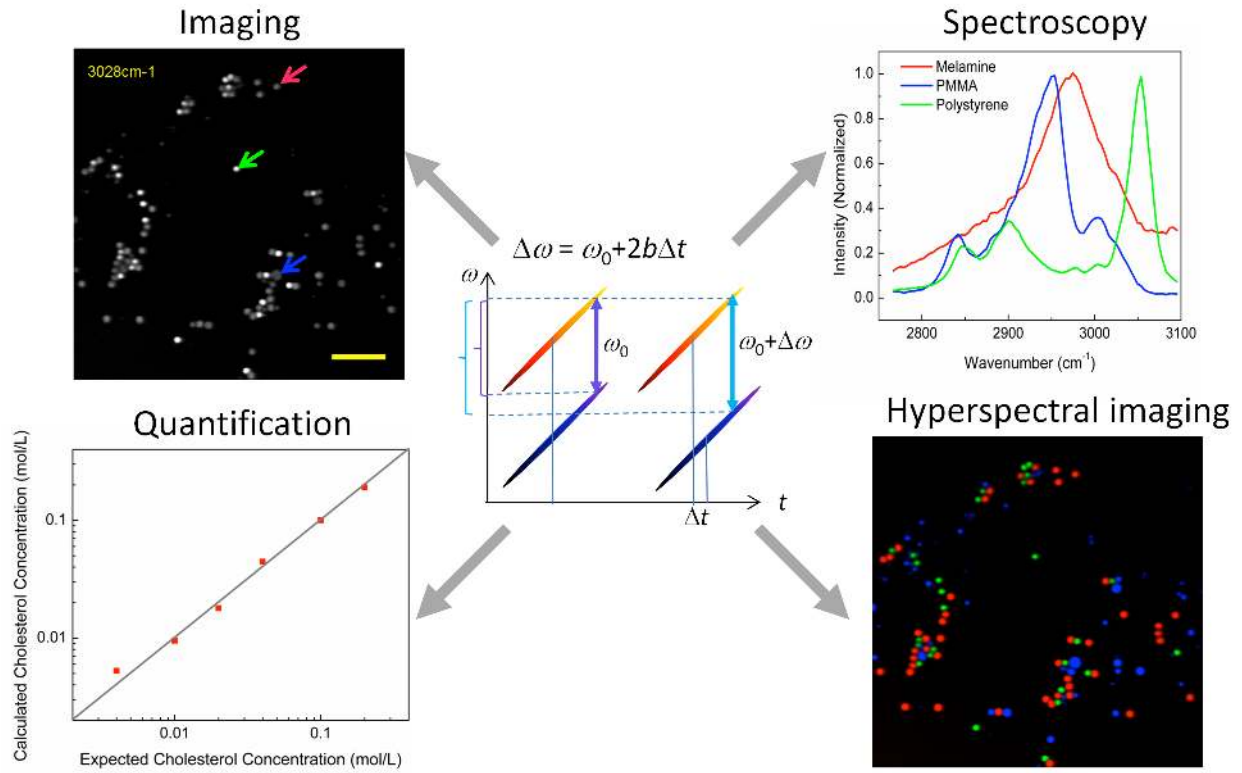 Imaging
3028cm-1
Spectroscopy
Melamine
PMMA
Polystyrene
Intensity (Normalized)
1.0
0.8
0.6
0.4
0.2
0.0
2800 2900 3000 3100
Wavenumber (cm⁻¹)
Δω = ω₀+2bΔt
ω
ω₀
ω₀+Δω
Δt
t
Quantification
Calculated Cholesterol Concentration (mol/L)
0.1
0.01
0.01 0.1
Expected Cholesterol Concentration (mol/L)
Hyperspectral imaging